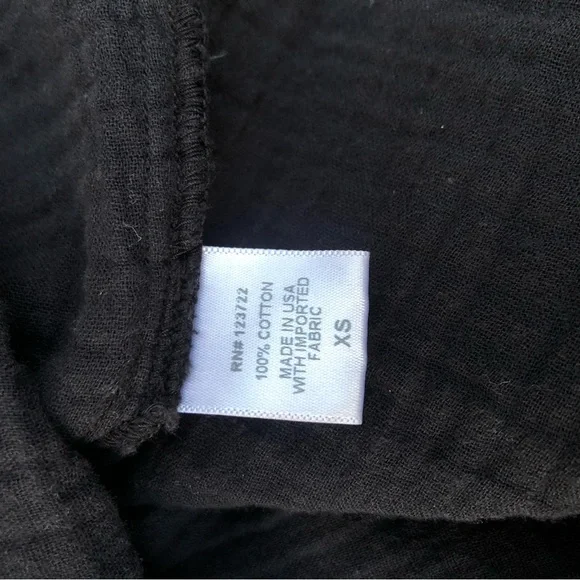 RN# 123722
100% COTTON
MADE IN USA
WITH IMPORTED
FABRIC
XS